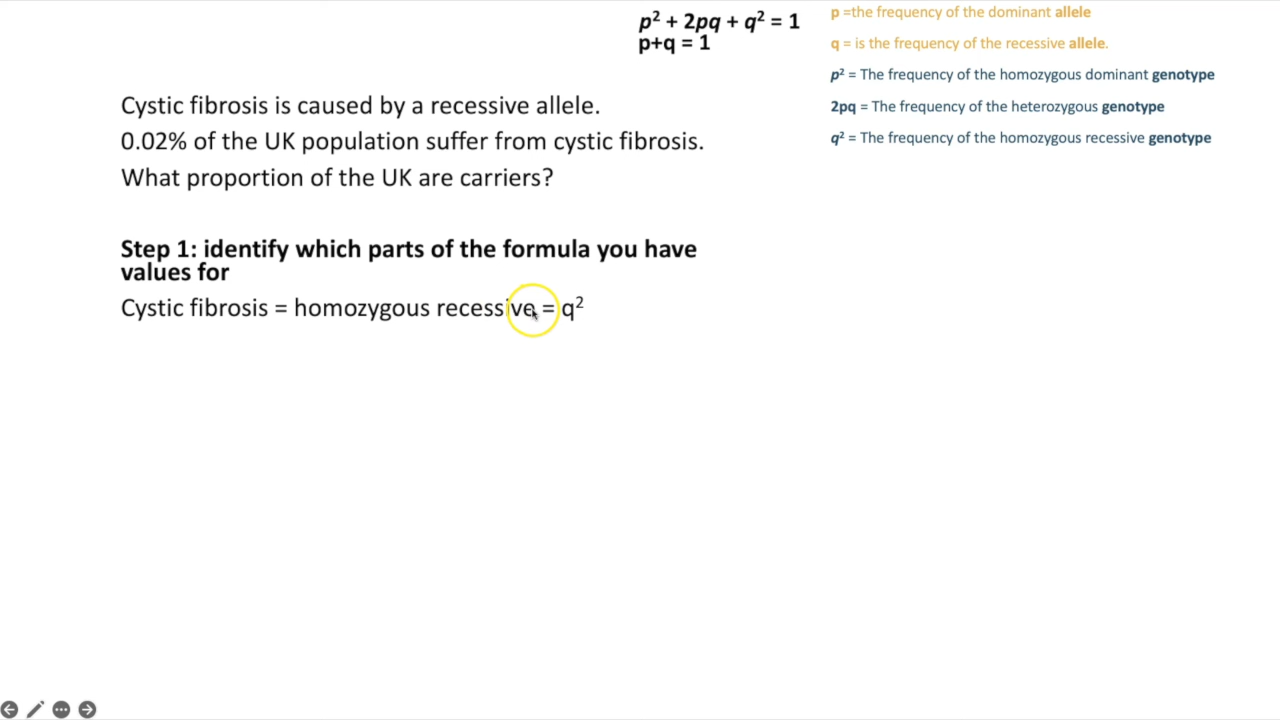 p² + 2pq + q² = 1
p+q = 1
p =the frequency of the dominant allele
q = is the frequency of the recessive allele.
p² = The frequency of the homozygous dominant genotype
2pq = The frequency of the heterozygous genotype
q² = The frequency of the homozygous recessive genotype
Cystic fibrosis is caused by a recessive allele.
0.02% of the UK population suffer from cystic fibrosis.
What proportion of the UK are carriers?
Step 1: identify which parts of the formula you have
values for
Cystic fibrosis = homozygous recessive = q²